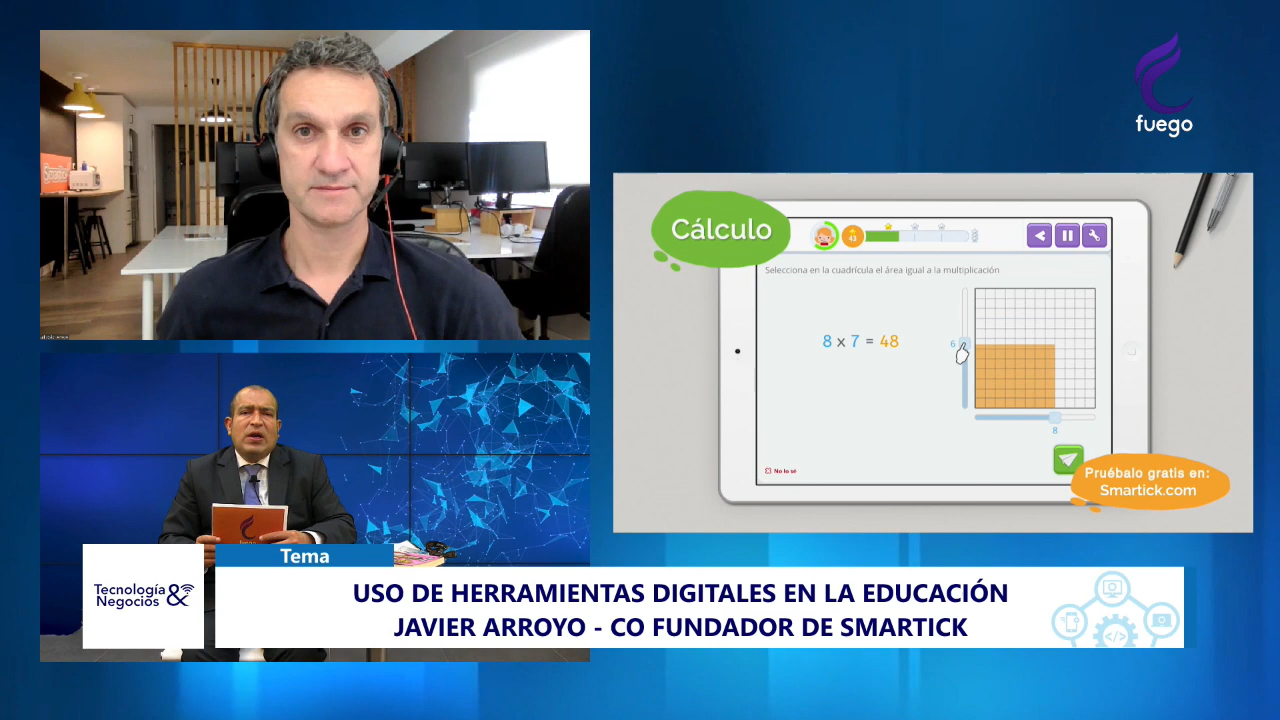 fuego
Smartick
Cálculo
43
Selecciona en la cuadrícula el área igual a la multiplicación
8 x 7 = 48
6
8
No lo sé
Pruébalo gratis en:
Smartick.com
Tema
Tecnología &
Negocios
USO DE HERRAMIENTAS DIGITALES EN LA EDUCACIÓN
JAVIER ARROYO - CO FUNDADOR DE SMARTICK